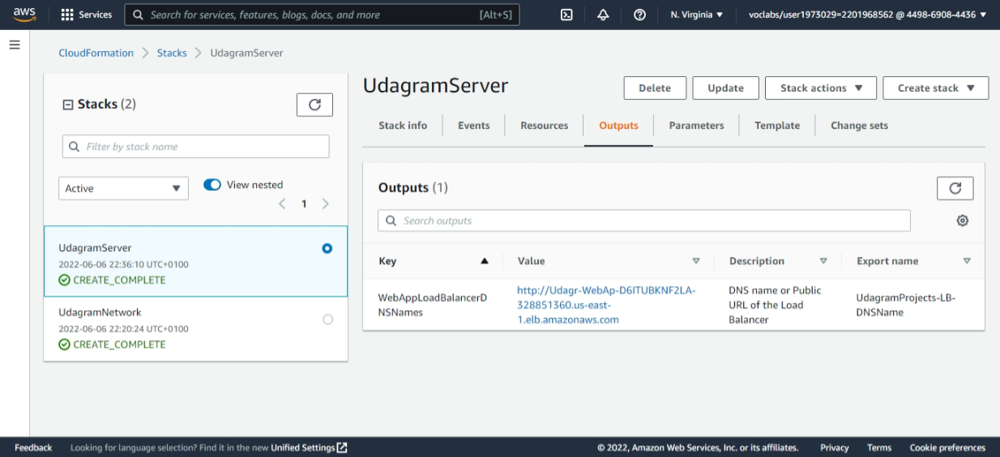 aws
Services
Search for services, features, blogs, docs, and more
[Alt+S]
N. Virginia
voclabs/user1973029=2201968562 @ 4498-6908-4436
CloudFormation
Stacks
UdagramServer
Stacks (2)
Filter by stack name
Active
View nested
1
UdagramServer
2022-06-06 22:36:10 UTC+0100
CREATE_COMPLETE
UdagramNetwork
2022-06-06 22:20:24 UTC+0100
CREATE_COMPLETE
UdagramServer
Delete
Update
Stack actions
Create stack
Stack info
Events
Resources
Outputs
Parameters
Template
Change sets
Outputs (1)
Search outputs
Key
Value
Description
Export name
WebAppLoadBalancerD
NSNames
http://Udagr-WebAp-D6ITUBKNF2LA-
328851360.us-east-
1.elb.amazonaws.com
DNS name or Public
URL of the Load
Balancer
UdagramProjects-LB-
DNSName
Feedback
Looking for language selection? Find it in the new Unified Settings
© 2022, Amazon Web Services, Inc. or its affiliates.
Privacy
Terms
Cookie preferences